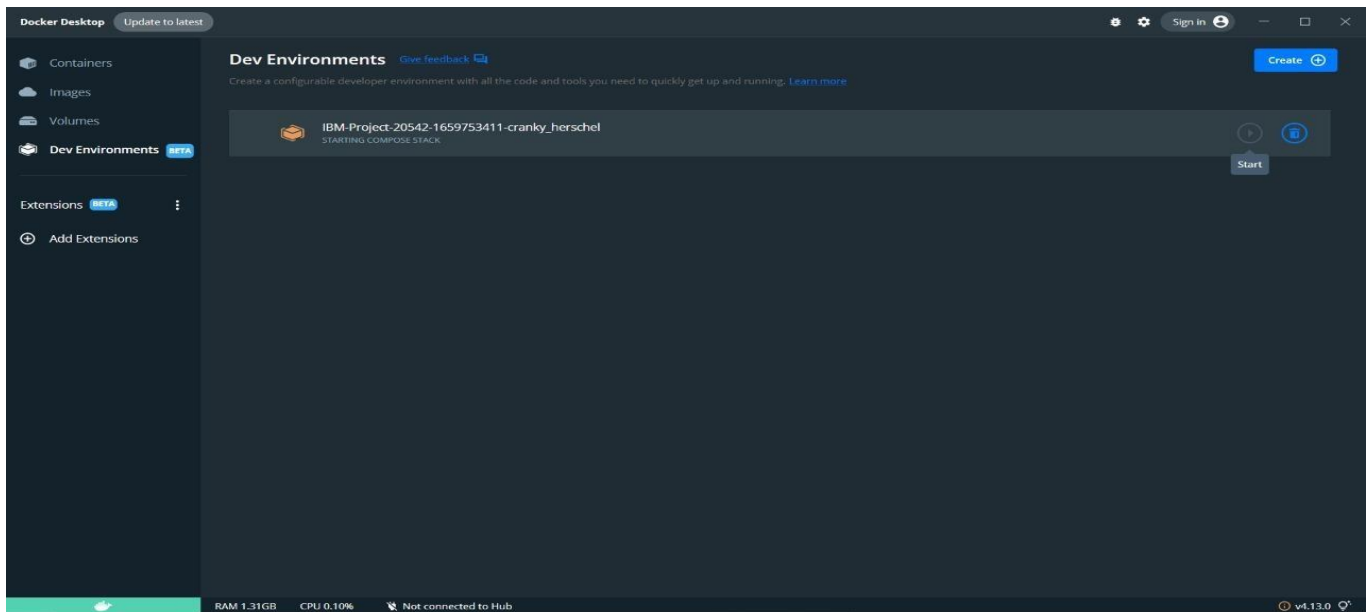 Docker Desktop Update to latest Sign in
Containers
Images
Volumes
Dev Environments BETA
Extensions BETA
Add Extensions
Dev Environments Give feedback Create
Create a configurable developer environment with all the code and tools you need to quickly get up and running. Learn more
IBM-Project-20542-1659753411-cranky_herschel
STARTING COMPOSE STACK
Start
RAM 1.31GB CPU 0.10% Not connected to Hub v4.13.0